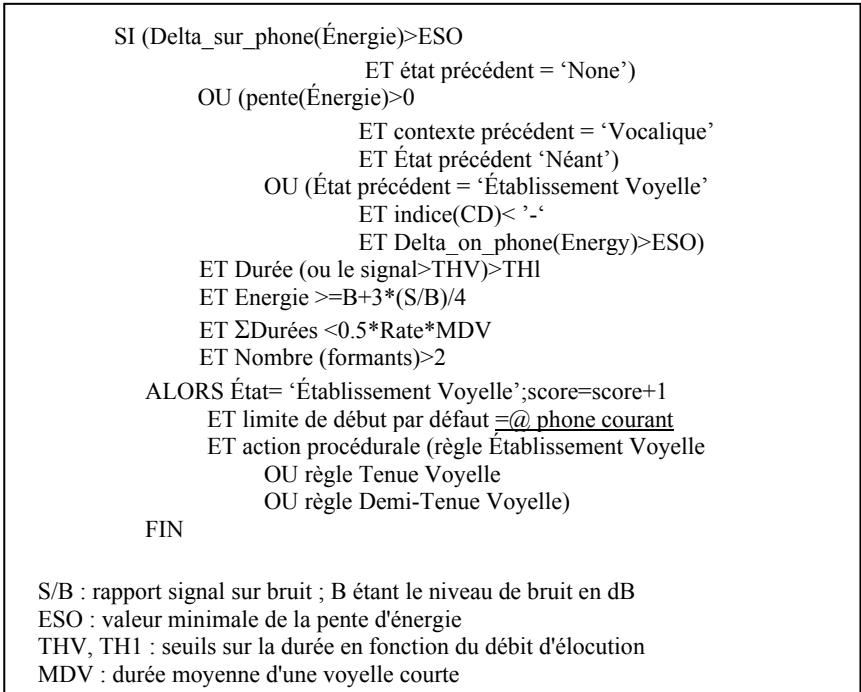 SI (Delta_sur_phone(Énergie)>ESO
ET état précédent = ‘None’)
OU (pente(Énergie)>0
ET contexte précédent = ‘Vocalique’
ET État précédent ‘Néant’)
OU (État précédent = ‘Établissement Voyelle’
ET indice(CD)< ’-‘
ET Delta_on_phone(Energy)>ESO)
ET Durée (ou le signal>THV)>THl
ET Energie >=B+3*(S/B)/4
ET ΣDurées <0.5*Rate*MDV
ET Nombre (formants)>2
ALORS État= ‘Établissement Voyelle’;score=score+1
ET limite de début par défaut =@ phone courant
ET action procédurale (règle Établissement Voyelle
OU règle Tenue Voyelle
OU règle Demi-Tenue Voyelle)
FIN
S/B : rapport signal sur bruit ; B étant le niveau de bruit en dB
ESO : valeur minimale de la pente d'énergie
THV, TH1 : seuils sur la durée en fonction du débit d'élocution
MDV : durée moyenne d'une voyelle courte